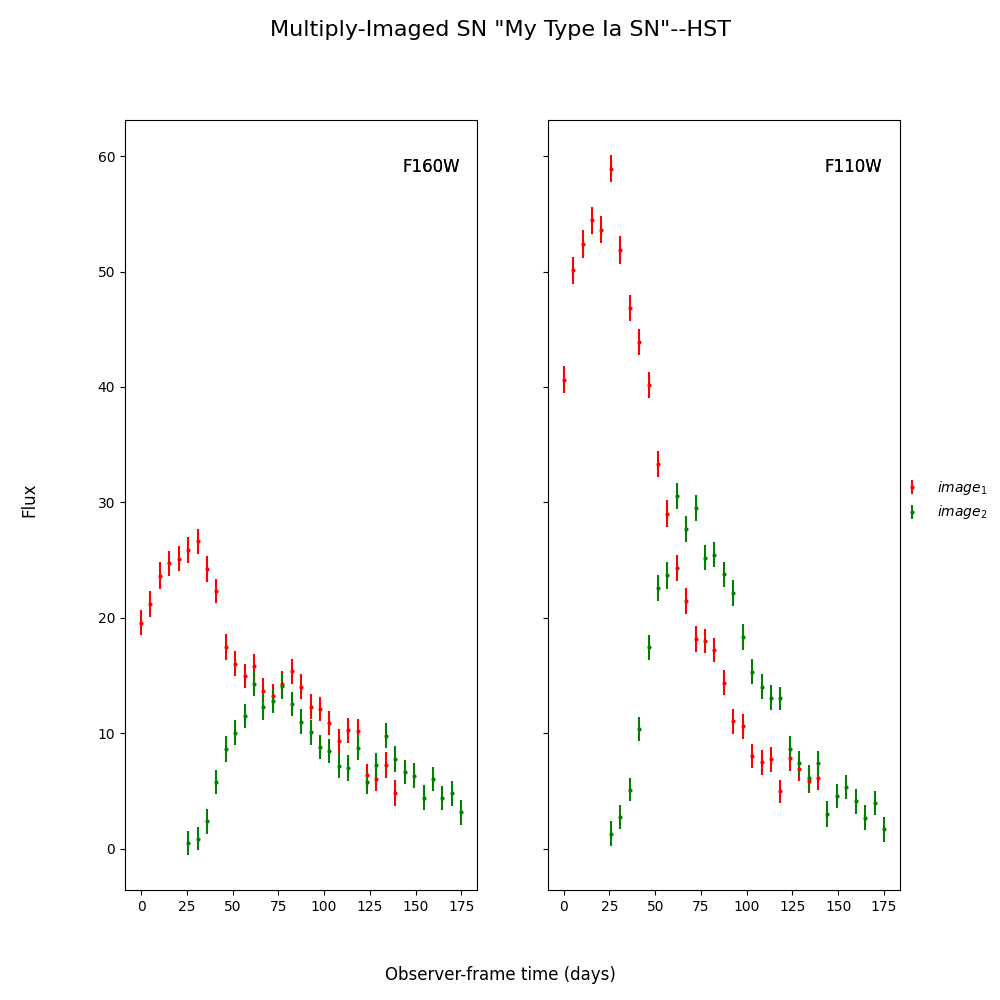 Multiply-Imaged SN "My Type Ia SN"--HST
F160W
F110W
Flux
60
50
40
30
20
10
0
image1
image2
0 25 50 75 100 125 150 175
0 25 50 75 100 125 150 175
Observer-frame time (days)